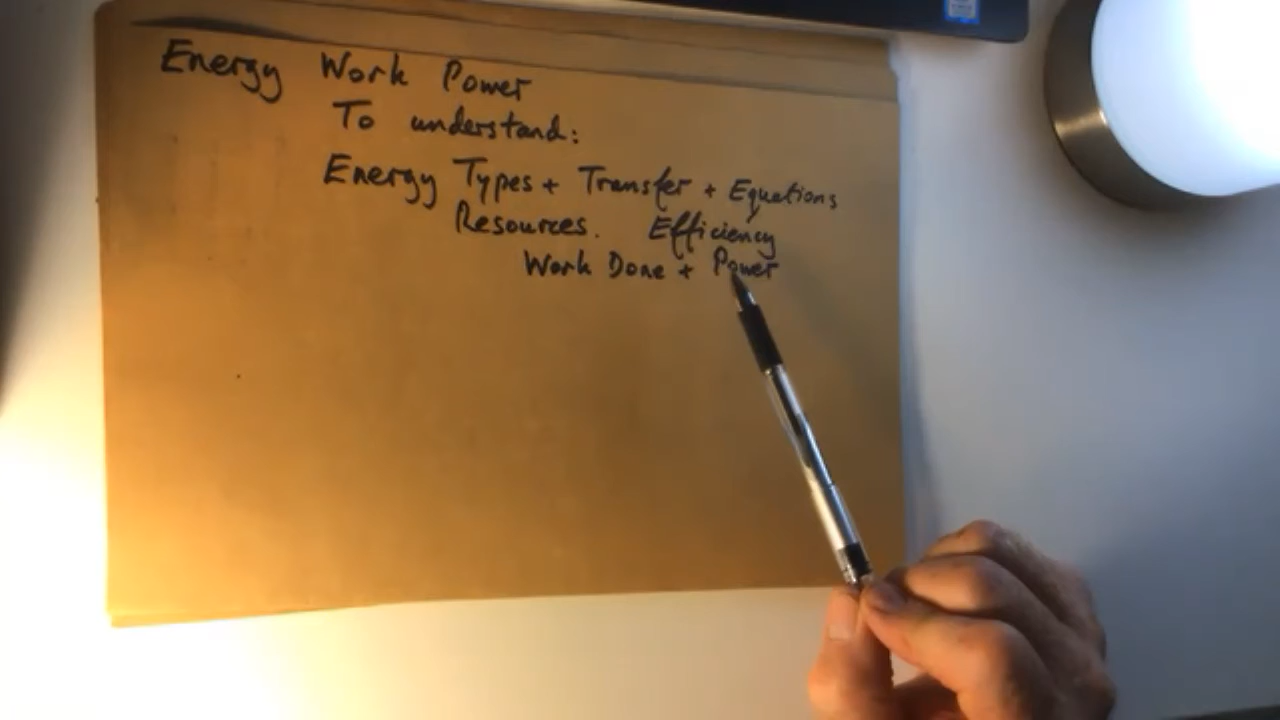 Energy Work Power
To understand:
Energy Types + Transfer + Equations
Resources. Efficiency
Work Done + Power